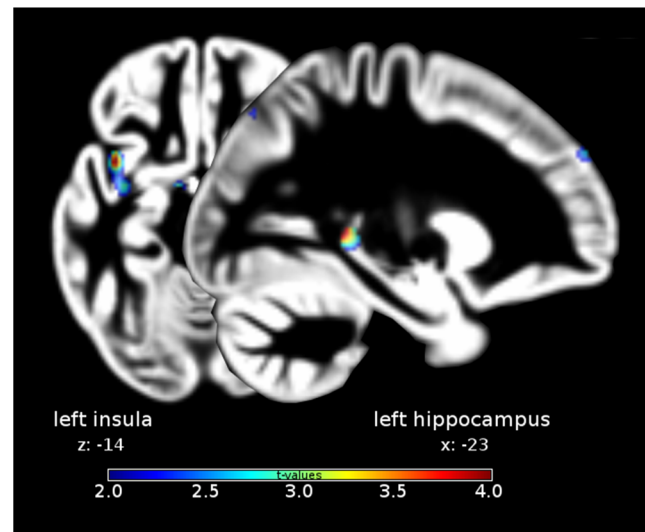 left insula
left hippocampus
z: -14
x: -23
t-values
2.0 2.5 3.0 3.5 4.0